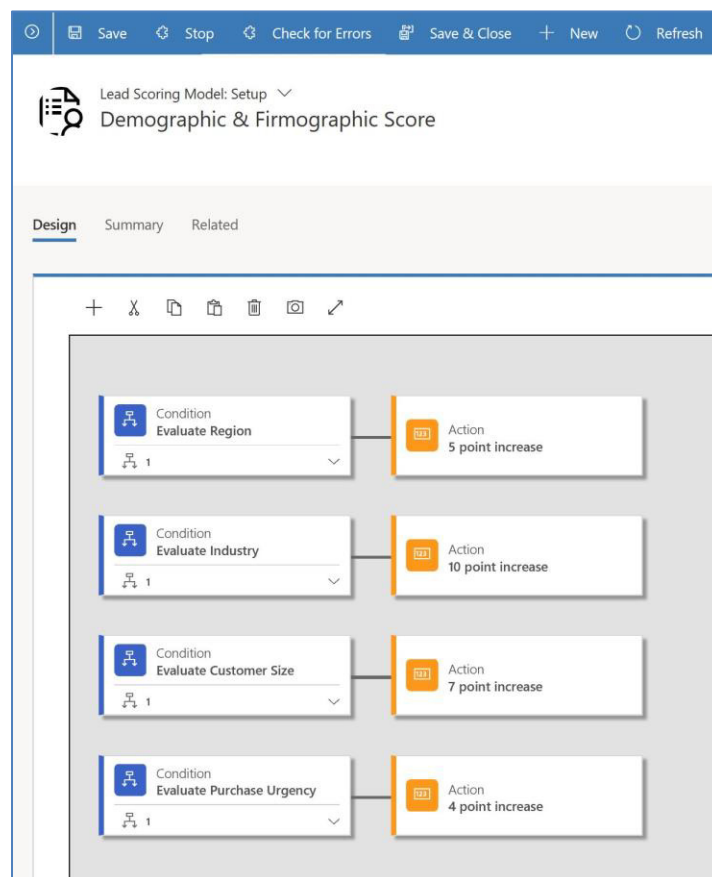 Save Stop Check for Errors Save & Close New Refresh
Lead Scoring Model: Setup
Demographic & Firmographic Score
Design Summary Related
Condition
Evaluate Region
1
Action
5 point increase
Condition
Evaluate Industry
1
Action
10 point increase
Condition
Evaluate Customer Size
1
Action
7 point increase
Condition
Evaluate Purchase Urgency
1
Action
4 point increase